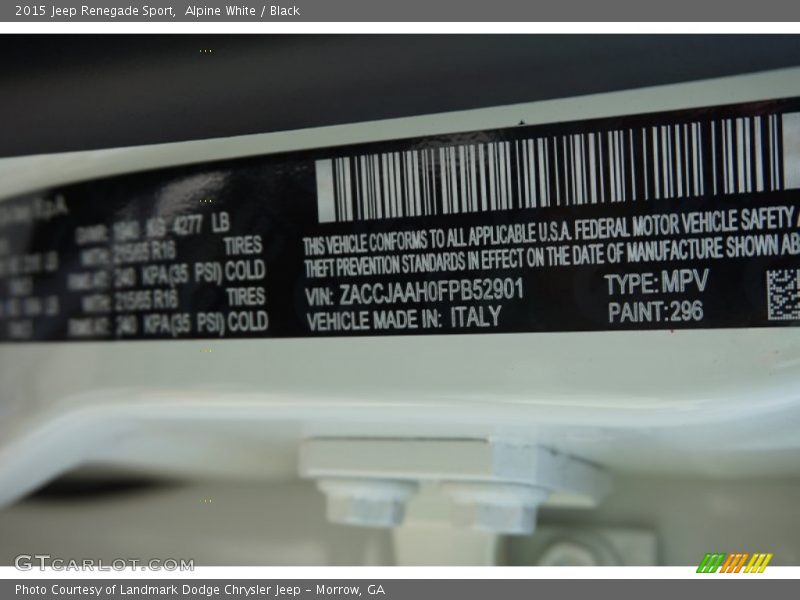 2015 Jeep Renegade Sport,  Alpine White / Black
4277 LB
215/65 R16 TIRES
240 KPA(35 PSI) COLD
215/65 R16 TIRES
240 KPA(35 PSI) COLD
THIS VEHICLE CONFORMS TO ALL APPLICABLE U.S.A. FEDERAL MOTOR VEHICLE SAFETY
THEFT PREVENTION STANDARDS IN EFFECT ON THE DATE OF MANUFACTURE SHOWN AB
VIN: ZACCJAAH0FPB52901 TYPE:MPV
VEHICLE MADE IN: ITALY PAINT:296
GTCARLOT.COM
Photo Courtesy of Landmark Dodge Chrysler Jeep - Morrow, GA